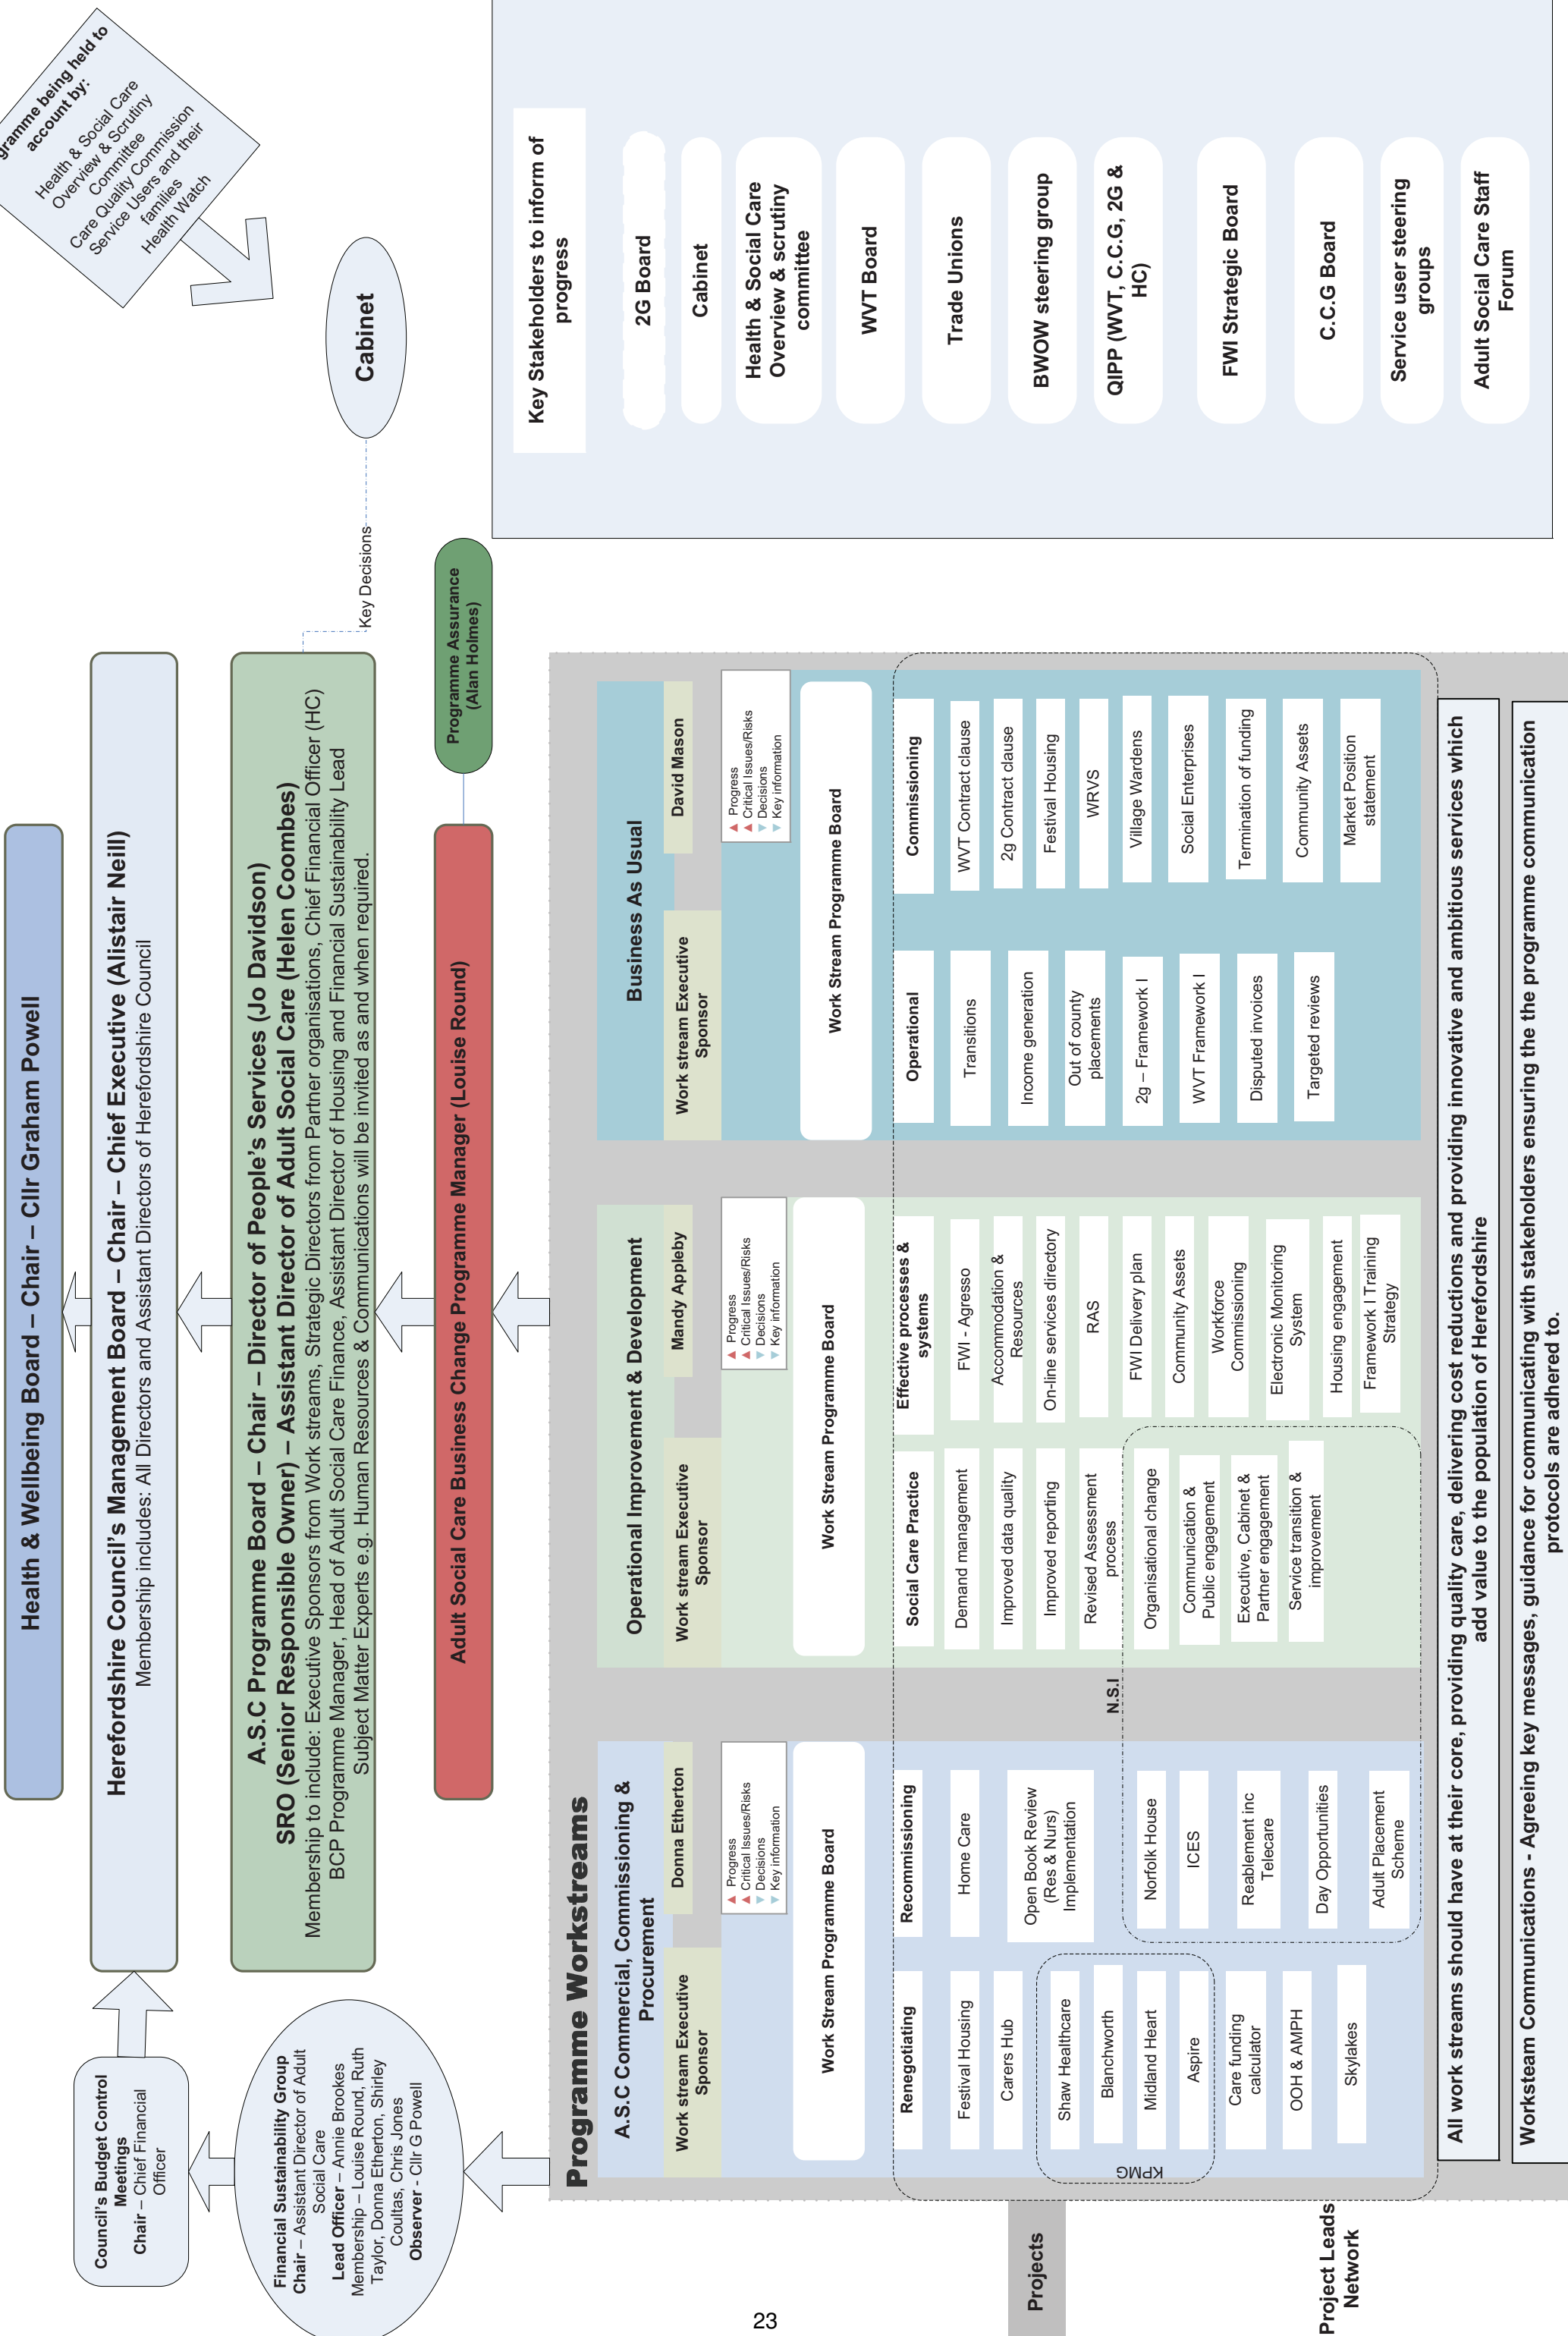 Health & Wellbeing Board – Chair – Cllr Graham Powell
Herefordshire Council's Management Board – Chair – Chief Executive (Alistair Neill)
Membership includes: All Directors and Assistant Directors of Herefordshire Council
Council's Budget Control
Meetings
Chair – Chief Financial
Officer
gramme being held to
account by:
Health & Social Care
Overview & Scrutiny
Committee
Care Quality Commission
Service Users and their
families
Health Watch
A.S.C Programme Board – Chair – Director of People's Services (Jo Davidson)
SRO (Senior Responsible Owner) – Assistant Director of Adult Social Care (Helen Coombes)
Membership to include: Executive Sponsors from Work streams, Strategic Directors from Partner organisations, Chief Financial Officer (HC)
BCP Programme Manager, Head of Adult Social Care Finance, Assistant Director of Housing and Financial Sustainability Lead
Subject Matter Experts e.g. Human Resources & Communications will be invited as and when required.
Key Decisions
Cabinet
Financial Sustainability Group
Chair – Assistant Director of Adult
Social Care
Lead Officer – Annie Brookes
Membership – Louise Round, Ruth
Taylor, Donna Etherton, Shirley
Coultas, Chris Jones
Observer - Cllr G Powell
Adult Social Care Business Change Programme Manager (Louise Round)
Programme Assurance
(Alan Holmes)
Programme Workstreams
A.S.C Commercial, Commissioning &
Procurement
Work stream Executive
Sponsor
Donna Etherton
Progress
Critical Issues/Risks
Decisions
Key information
Work Stream Programme Board
Renegotiating
Festival Housing
Carers Hub
Shaw Healthcare
Blanchworth
Midland Heart
Aspire
KPMG
Care funding
calculator
OOH & AMPH
Skylakes
Recommissioning
Home Care
Open Book Review
(Res & Nurs)
Implementation
Norfolk House
ICES
Reablement inc
Telecare
Day Opportunities
Adult Placement
Scheme
N.S.I
Operational Improvement & Development
Work stream Executive
Sponsor
Mandy Appleby
Progress
Critical Issues/Risks
Decisions
Key information
Work Stream Programme Board
Social Care Practice
Demand management
Improved data quality
Improved reporting
Revised Assessment
process
Organisational change
Communication &
Public engagement
Executive, Cabinet &
Partner engagement
Service transition &
improvement
Effective processes &
systems
FWI - Agresso
Accommodation &
Resources
On-line services directory
RAS
FWI Delivery plan
Community Assets
Workforce
Commissioning
Electronic Monitoring
System
Housing engagement
Framework I Training
Strategy
Business As Usual
Work stream Executive
Sponsor
David Mason
Progress
Critical Issues/Risks
Decisions
Key information
Work Stream Programme Board
Operational
Transitions
Income generation
Out of county
placements
2g – Framework I
WVT Framework I
Disputed invoices
Targeted reviews
Commissioning
WVT Contract clause
2g Contract clause
Festival Housing
WRVS
Village Wardens
Social Enterprises
Termination of funding
Community Assets
Market Position
statement
Key Stakeholders to inform of
progress
2G Board
Cabinet
Health & Social Care
Overview & scrutiny
committee
WVT Board
Trade Unions
BWOW steering group
QIPP (WVT, C.C.G, 2G &
HC)
FWI Strategic Board
C.C.G Board
Service user steering
groups
Adult Social Care Staff
Forum
Projects
Project Leads
Network
All work streams should have at their core, providing quality care, delivering cost reductions and providing innovative and ambitious services which
add value to the population of Herefordshire
Worksteam Communications - Agreeing key messages, guidance for communicating with stakeholders ensuring the the programme communication
protocols are adhered to.
23